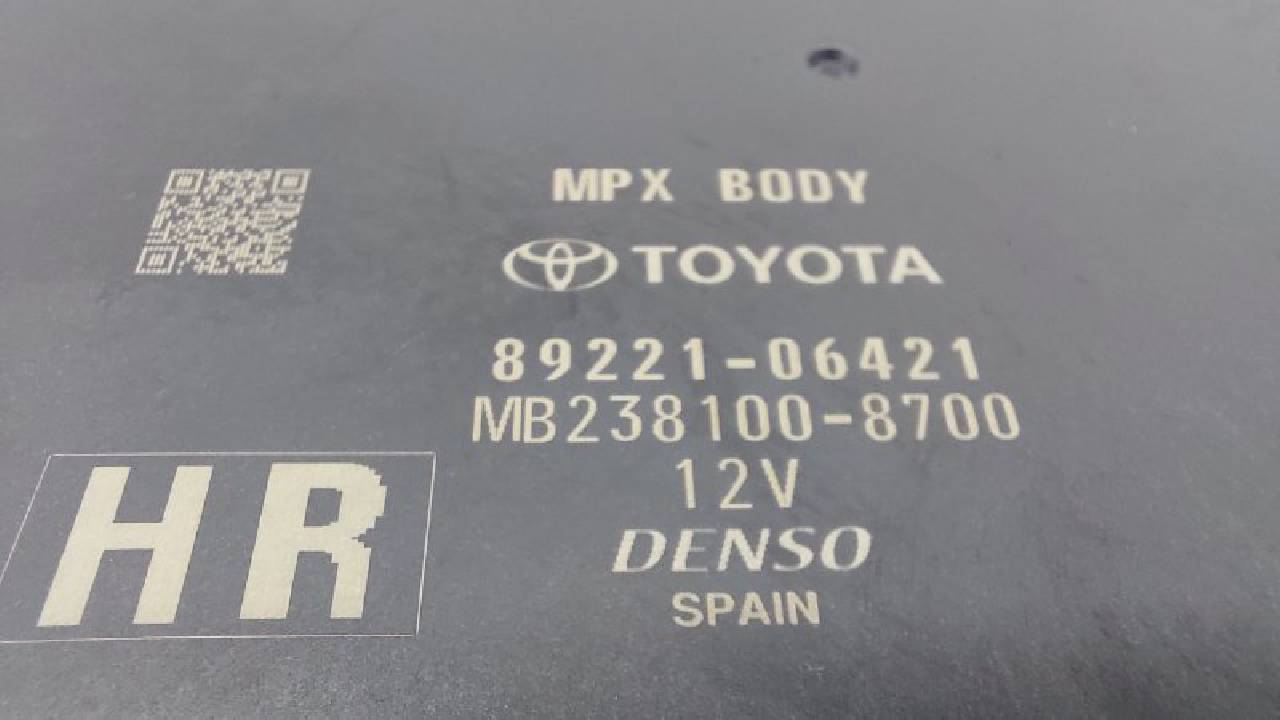 MPX BODY
TOYOTA
89221-06421
MB238100-8700
12V
DENSO
SPAIN
HR